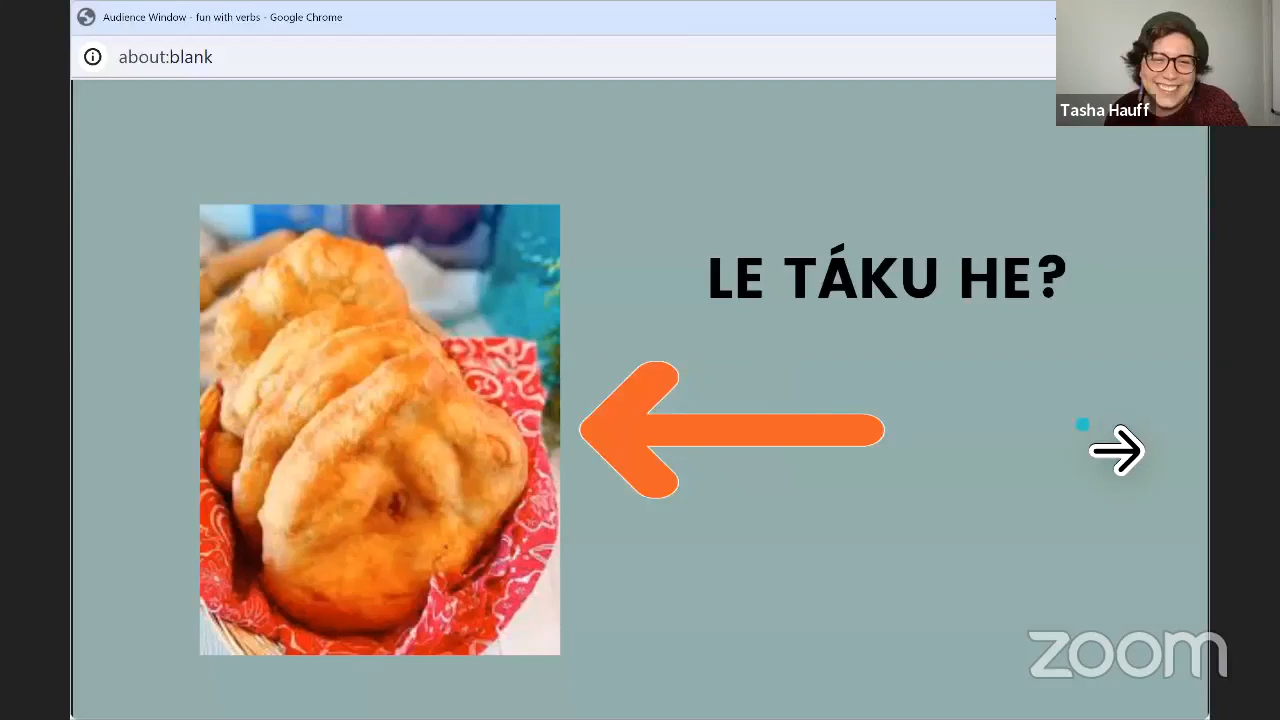 Audience Window - fun with verbs - Google Chrome
about:blank
Tasha Hauff
LE TÁKU HE?
zoom